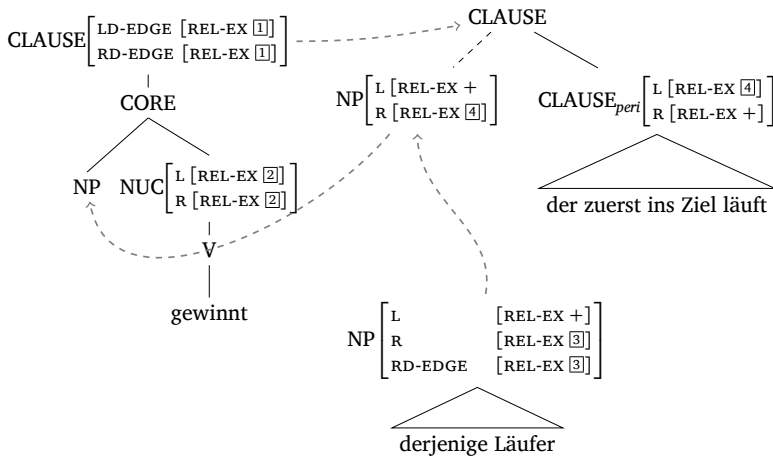 CLAUSE
CLAUSE [LD-EDGE [REL-EX 1]
RD-EDGE [REL-EX 1]]
CORE
NP [L [REL-EX +
R [REL-EX 4]]
CLAUSEperi [L [REL-EX 4]
R [REL-EX +]]
NP NUC [L [REL-EX 2]
R [REL-EX 2]]
der zuerst ins Ziel läuft
V
gewinnt
NP [L [REL-EX +]
R [REL-EX 3]
RD-EDGE [REL-EX 3]]
derjenige Läufer